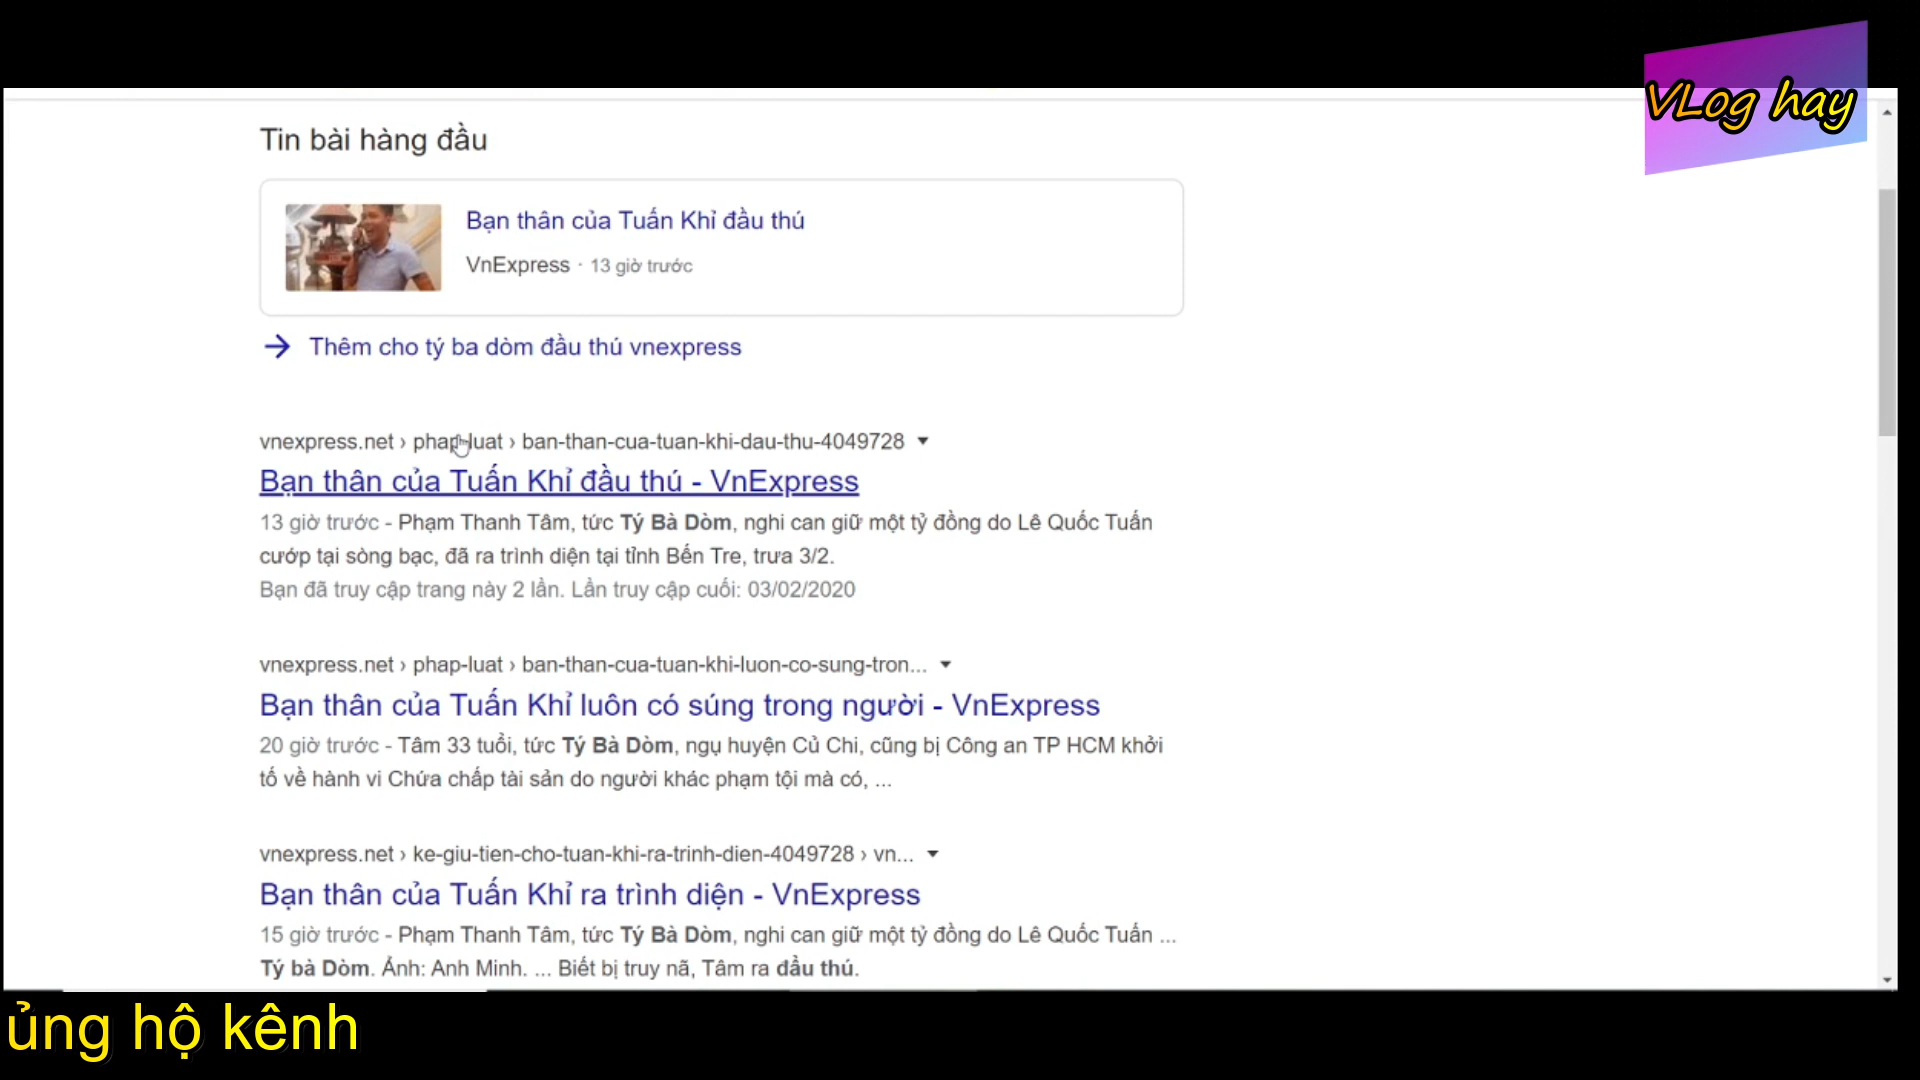 VLog hay
Tin bài hàng đầu
Bạn thân của Tuấn Khỉ đầu thú
VnExpress · 13 giờ trước
Thêm cho tý ba dòm đầu thú vnexpress
vnexpress.net › phap-luat › ban-than-cua-tuan-khi-dau-thu-4049728
Bạn thân của Tuấn Khỉ đầu thú - VnExpress
13 giờ trước - Phạm Thanh Tâm, tức Tý Bà Dòm, nghi can giữ một tỷ đồng do Lê Quốc Tuấn
cướp tại sòng bạc, đã ra trình diện tại tỉnh Bến Tre, trưa 3/2.
Bạn đã truy cập trang này 2 lần. Lần truy cập cuối: 03/02/2020
vnexpress.net › phap-luat › ban-than-cua-tuan-khi-luon-co-sung-tron...
Bạn thân của Tuấn Khỉ luôn có súng trong người - VnExpress
20 giờ trước - Tâm 33 tuổi, tức Tý Bà Dòm, ngụ huyện Củ Chi, cũng bị Công an TP HCM khởi
tố về hành vi Chứa chấp tài sản do người khác phạm tội mà có, ...
vnexpress.net › ke-giu-tien-cho-tuan-khi-ra-trinh-dien-4049728 › vn...
Bạn thân của Tuấn Khỉ ra trình diện - VnExpress
15 giờ trước - Phạm Thanh Tâm, tức Tý Bà Dòm, nghi can giữ một tỷ đồng do Lê Quốc Tuấn ...
Tý bà Dòm. Ảnh: Anh Minh. ... Biết bị truy nã, Tâm ra đầu thú.
ủng hộ kênh